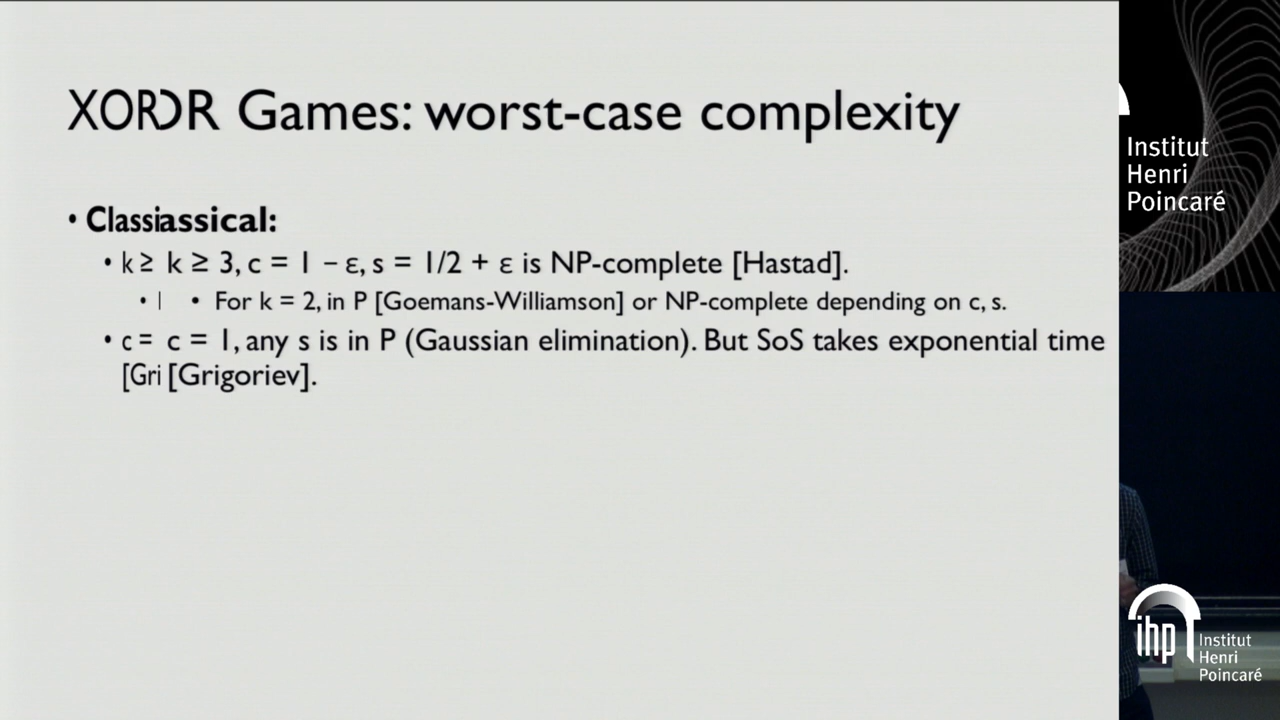 XOROR Games: worst-case complexity
• Classiassical:
• k ≥ k ≥ 3, c = 1 − ε, s = 1/2 + ε is NP-complete [Hastad].
• | • For k = 2, in P [Goemans-Williamson] or NP-complete depending on c, s.
• c = c = 1, any s is in P (Gaussian elimination). But SoS takes exponential time
[Gri [Grigoriev].
Institut
Henri
Poincaré
ihp Institut
Henri
Poincaré